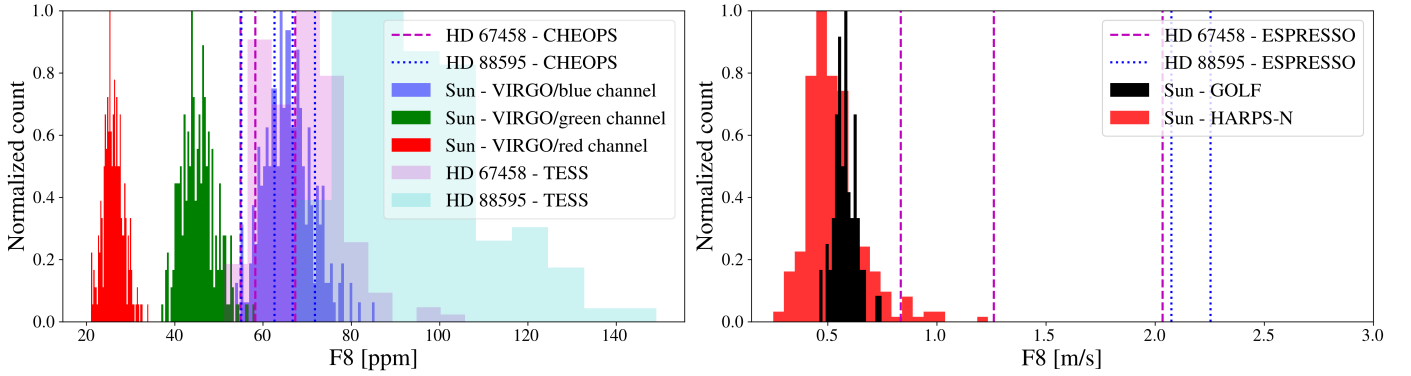 1.0
0.8
0.6
0.4
0.2
0.0
Normalized count
20 40 60 80 100 120 140
F8 [ppm]
HD 67458 - CHEOPS
HD 88595 - CHEOPS
Sun - VIRGO/blue channel
Sun - VIRGO/green channel
Sun - VIRGO/red channel
HD 67458 - TESS
HD 88595 - TESS
1.0
0.8
0.6
0.4
0.2
0.0
Normalized count
0.5 1.0 1.5 2.0 2.5 3.0
F8 [m/s]
HD 67458 - ESPRESSO
HD 88595 - ESPRESSO
Sun - GOLF
Sun - HARPS-N